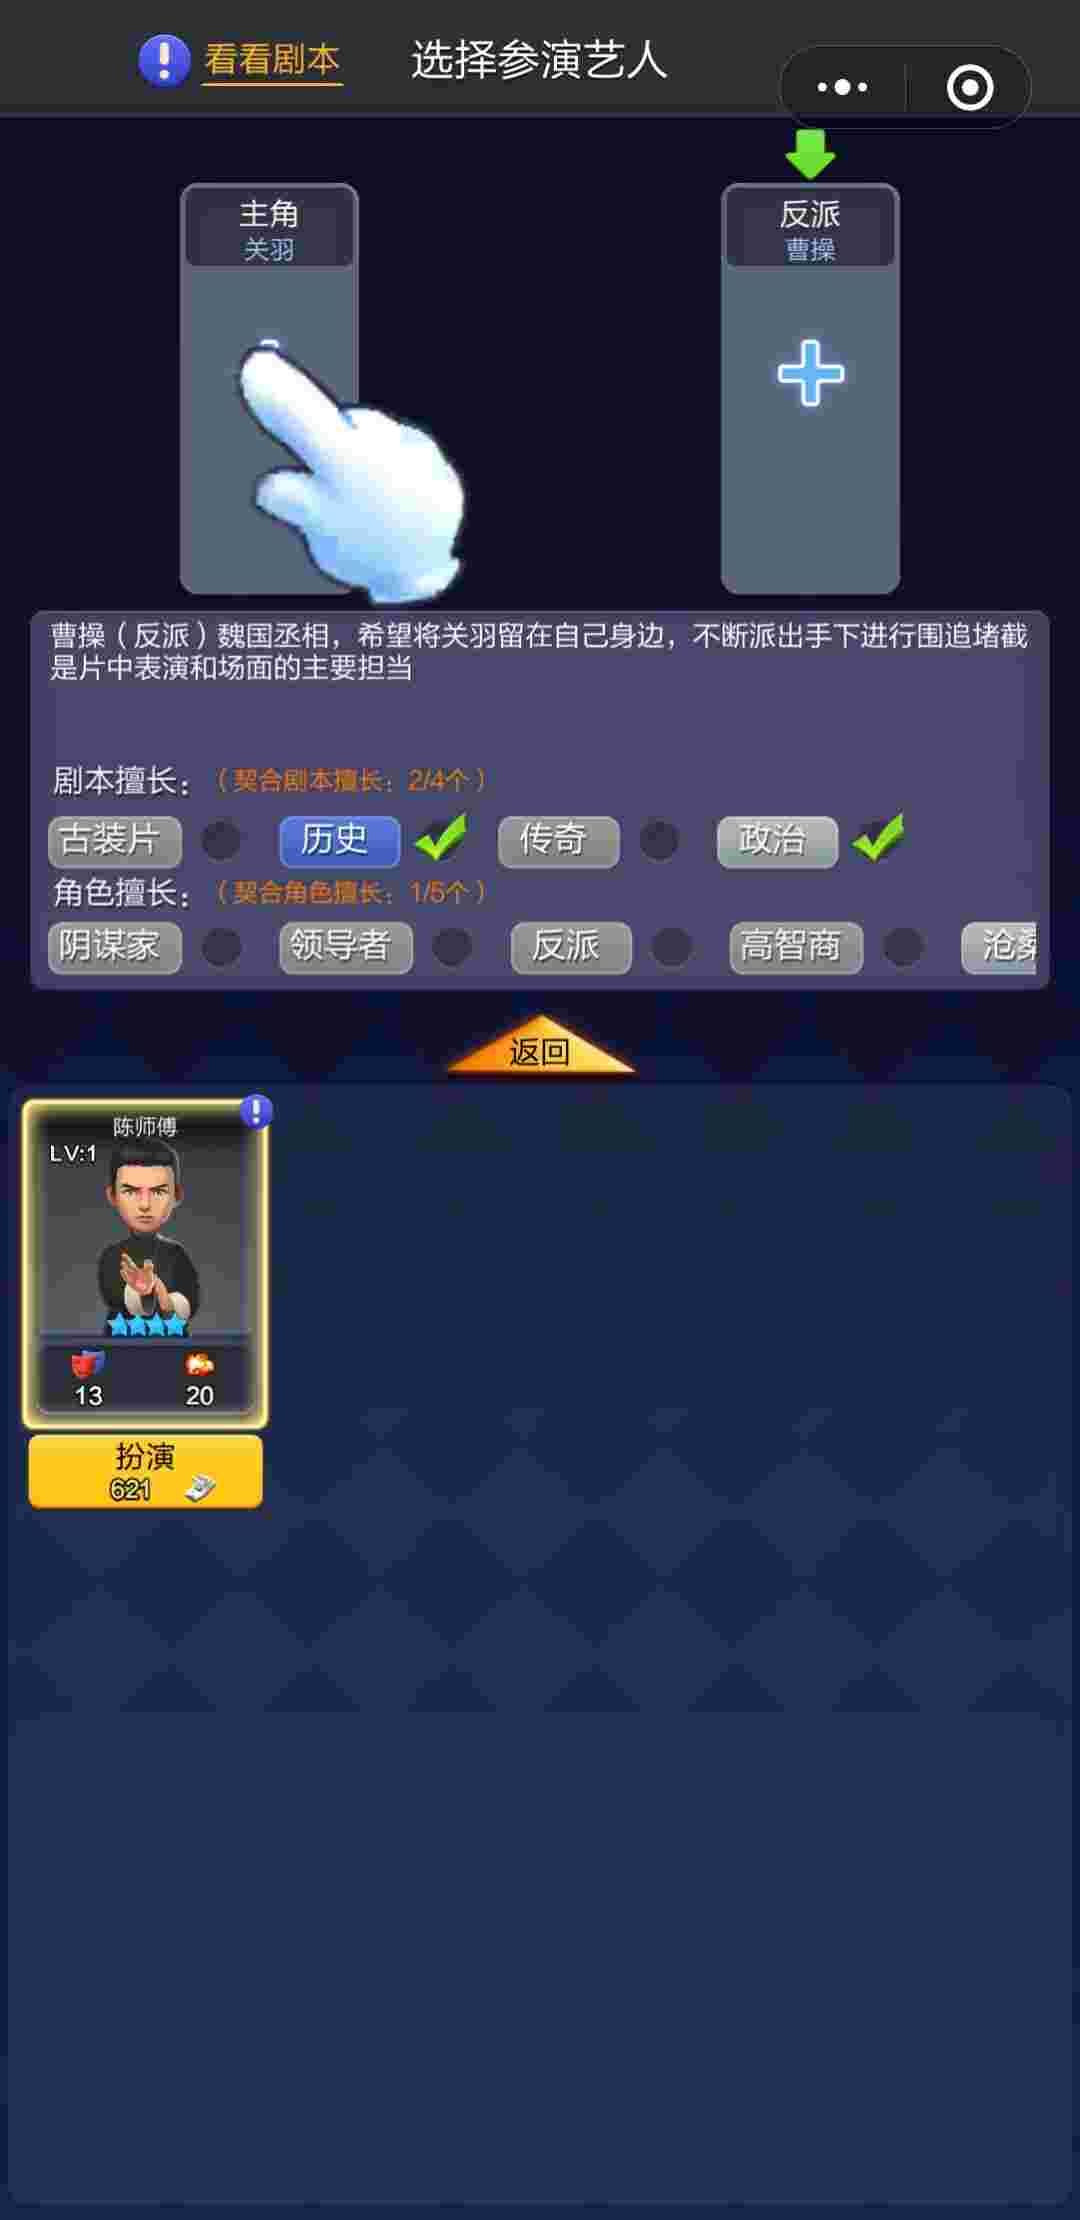 看看剧本
选择参演艺人
主角
关羽
反派
曹操
曹操（反派）魏国丞相，希望将关羽留在自己身边，不断派出手下进行围追堵截
是片中表演和场面的主要担当
剧本擅长：（契合剧本擅长：2/4个）
古装片 历史 传奇 政治
角色擅长：（契合角色擅长：1/5个）
阴谋家 领导者 反派 高智商 沧
返回
陈师傅
LV:1
13 20
扮演
621